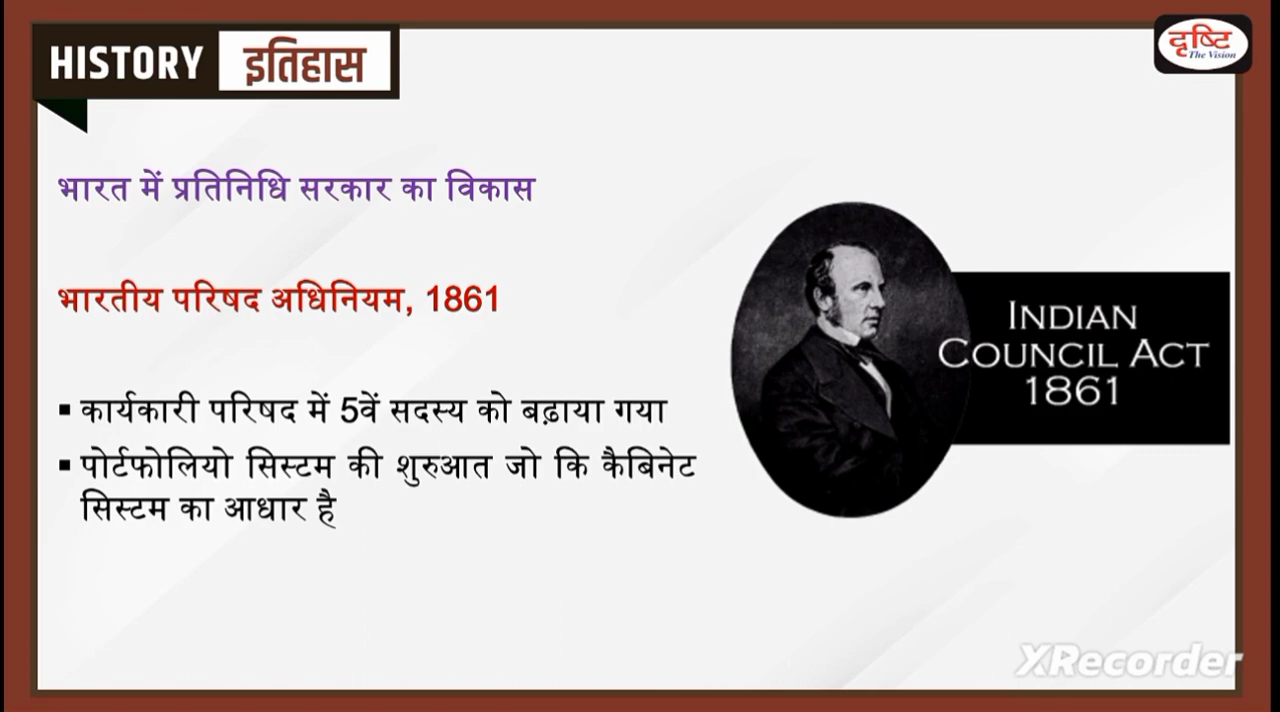 HISTORY इतिहास
दृष्टि
The Vision
भारत में प्रतिनिधि सरकार का विकास
भारतीय परिषद अधिनियम, 1861
▪ कार्यकारी परिषद में 5वें सदस्य को बढ़ाया गया
▪ पोर्टफोलियो सिस्टम की शुरुआत जो कि कैबिनेट
सिस्टम का आधार है
INDIAN
COUNCIL ACT
1861
XRecorder